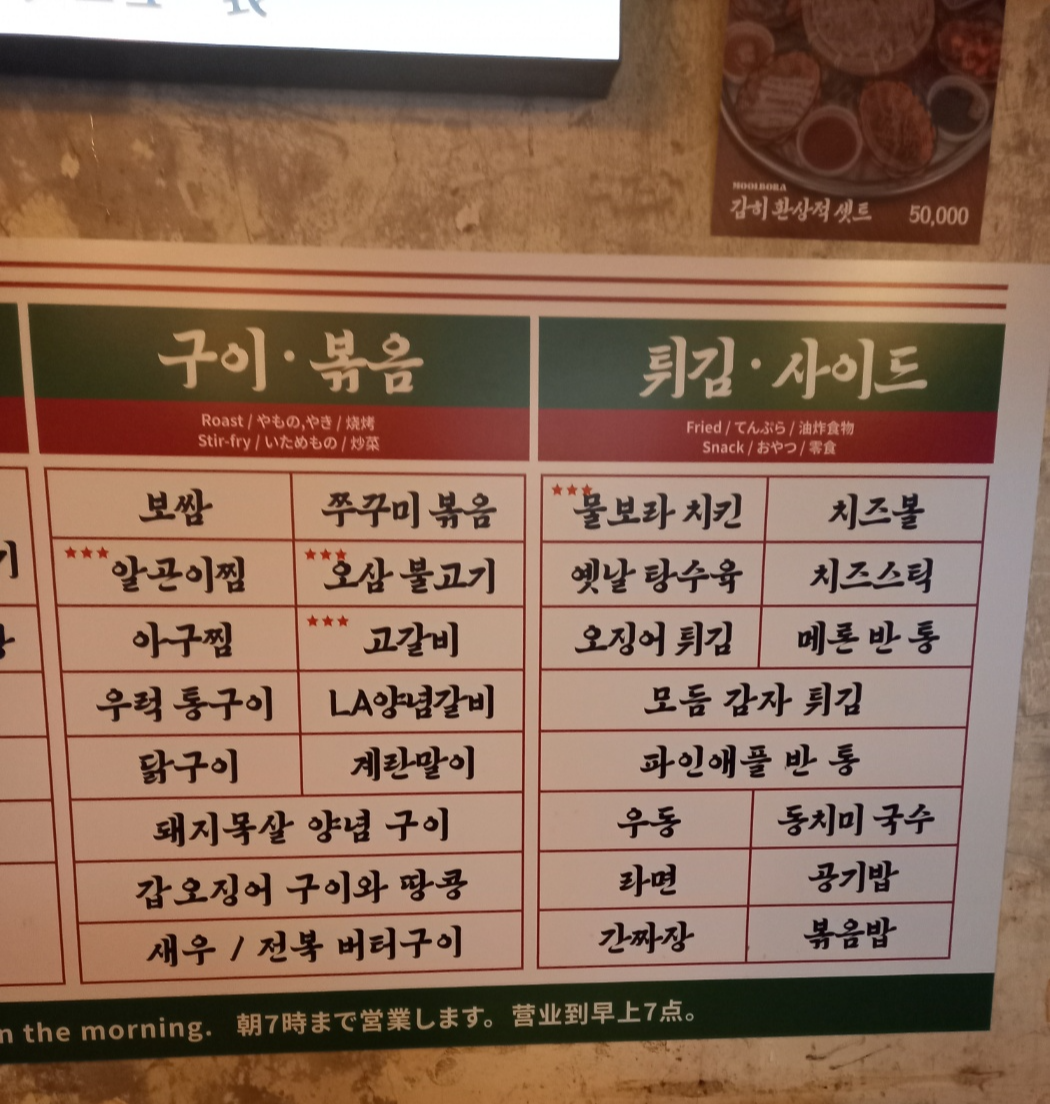 MOOLBORA
감히 환상적 셋트 50,000
구이·볶음
Roast / やもの,やき / 烧烤
Stir-fry / いためもの / 炒菜
보쌈 쭈꾸미 볶음
★★★알곤이찜 ★★★오삼 불고기
아구찜 ★★★고갈비
우럭 통구이 LA양념갈비
닭구이 계란말이
돼지목살 양념 구이
갑오징어 구이와 땅콩
새우 / 전복 버터구이
튀김·사이드
Fried / てんぷら / 油炸食物
Snack / おやつ / 零食
★★★물보라 치킨 치즈볼
옛날 탕수육 치즈스틱
오징어 튀김 메론 반 통
모듬 감자 튀김
파인애플 반 통
우동 동치미 국수
라면 공기밥
간짜장 볶음밥
the morning. 朝7時まで営業します。 营业到早上7点。